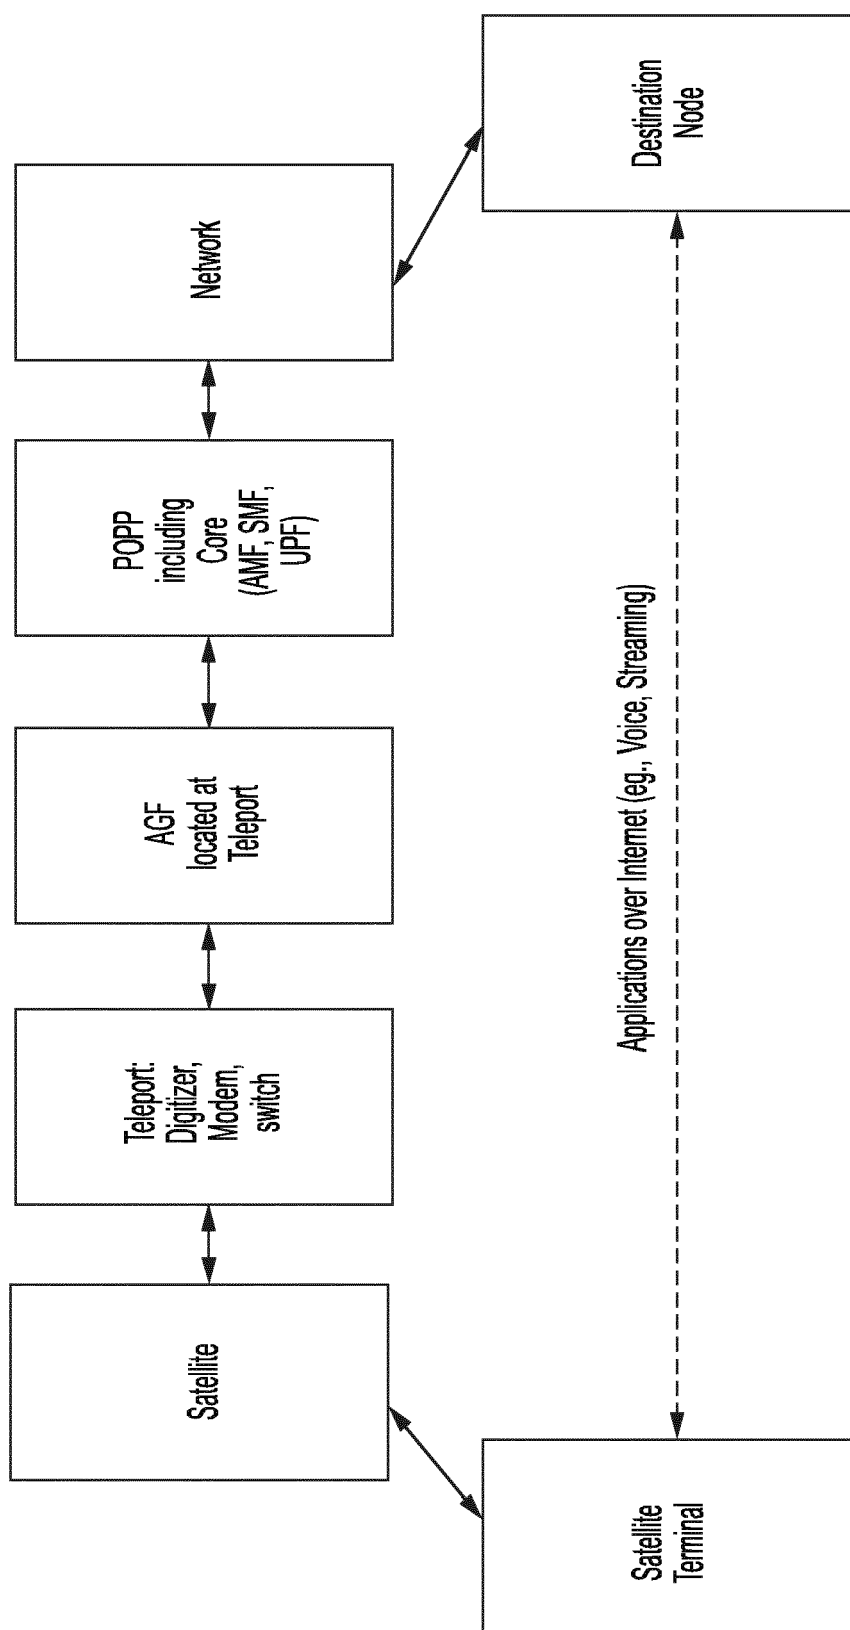 Satellite
Teleport:
Digitizer,
Modem,
switch
AGF
located at
Teleport
POPP
including
Core
(AMF, SMF,
UPF)
Network
Satellite
Terminal
Applications over Internet (eg., Voice, Streaming)
Destination
Node